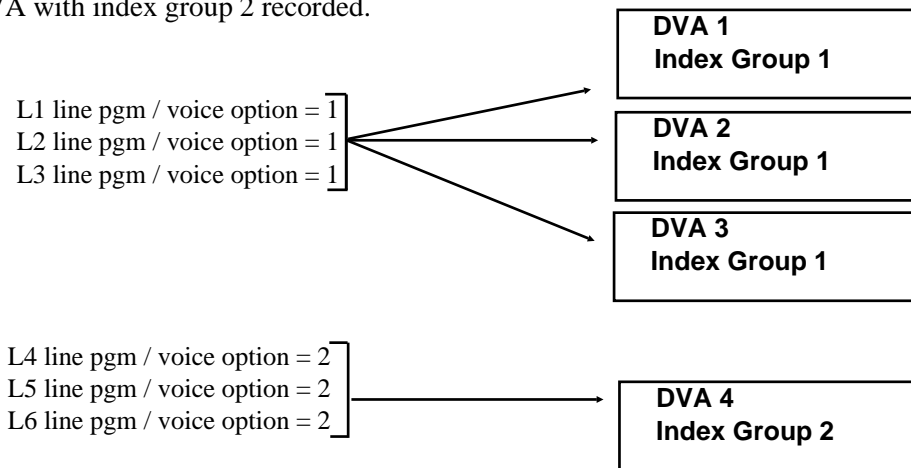 with index group 2 recorded.
DVA 1
Index Group 1
L1 line pgm / voice option = 1
L2 line pgm / voice option = 1
L3 line pgm / voice option = 1
DVA 2
Index Group 1
DVA 3
Index Group 1
L4 line pgm / voice option = 2
L5 line pgm / voice option = 2
L6 line pgm / voice option = 2
DVA 4
Index Group 2